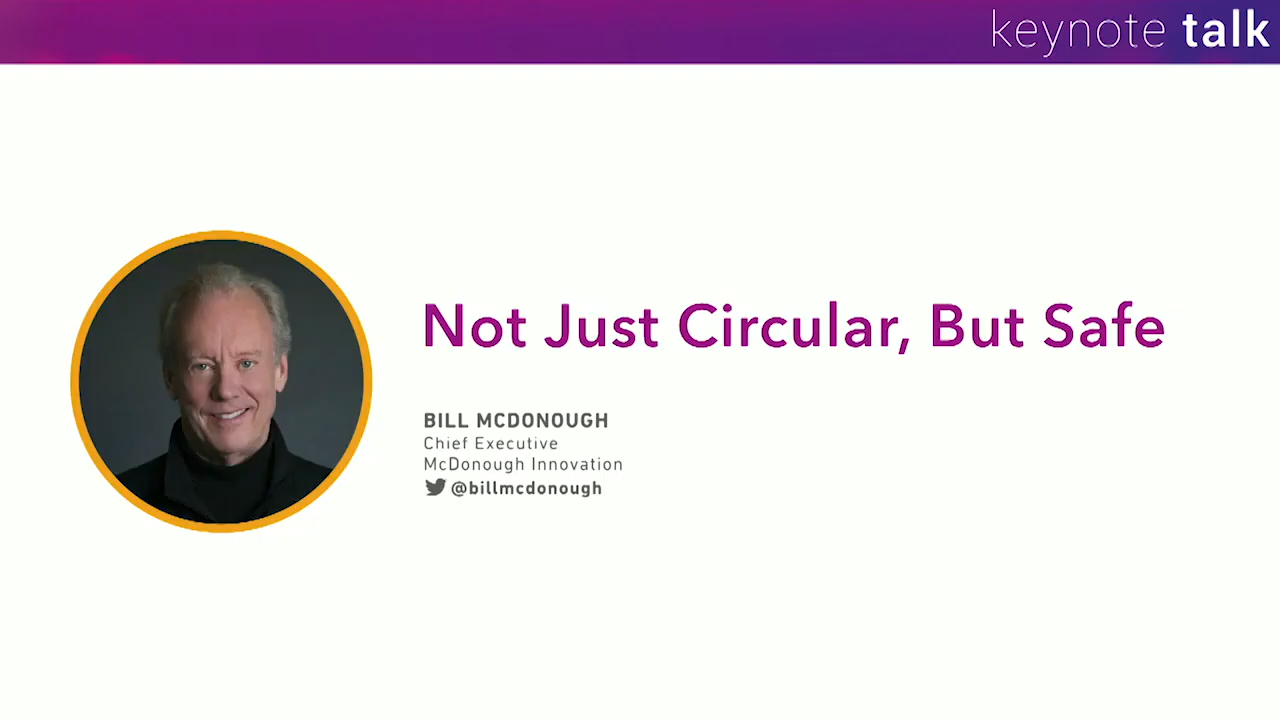 keynote talk
Not Just Circular, But Safe
BILL MCDONOUGH
Chief Executive
McDonough Innovation
@billmcdonough